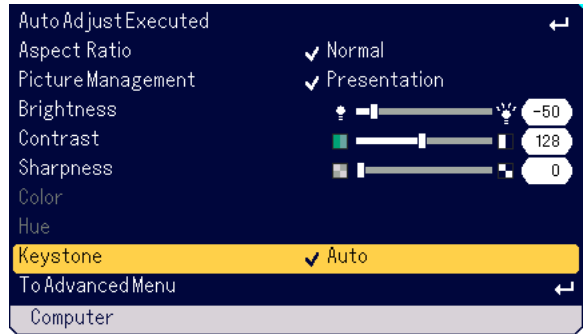 Auto Adjust Executed
Aspect Ratio Normal
Picture Management Presentation
Brightness -50
Contrast 128
Sharpness 0
Color
Hue
Keystone Auto
To Advanced Menu
Computer